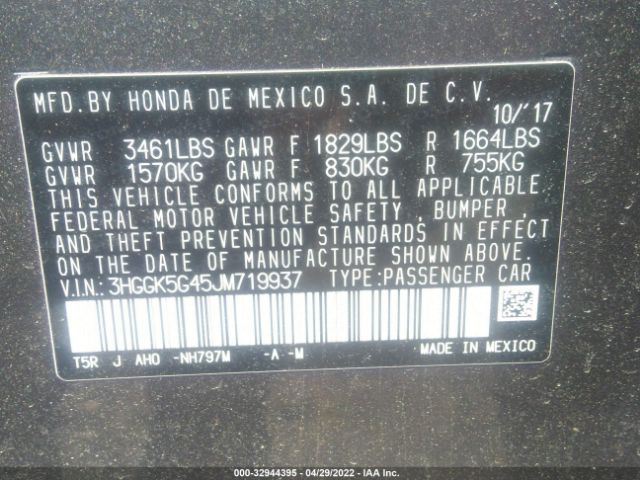 MFD. BY HONDA DE MEXICO S.A. DE C.V.
10/'17
GVWR 3461LBS GAWR F 1829LBS R 1664LBS
GVWR 1570KG GAWR F 830KG R 755KG
THIS VEHICLE CONFORMS TO ALL APPLICABLE
FEDERAL MOTOR VEHICLE SAFETY , BUMPER ,
AND THEFT PREVENTION STANDARDS IN EFFECT
ON THE DATE OF MANUFACTURE SHOWN ABOVE.
V.I.N.: 3HGGK5G45JM719937 TYPE:PASSENGER CAR
T5R J AHO -NH797M -A -M MADE IN MEXICO
000-32944395 - 04/29/2022 - IAA Inc.